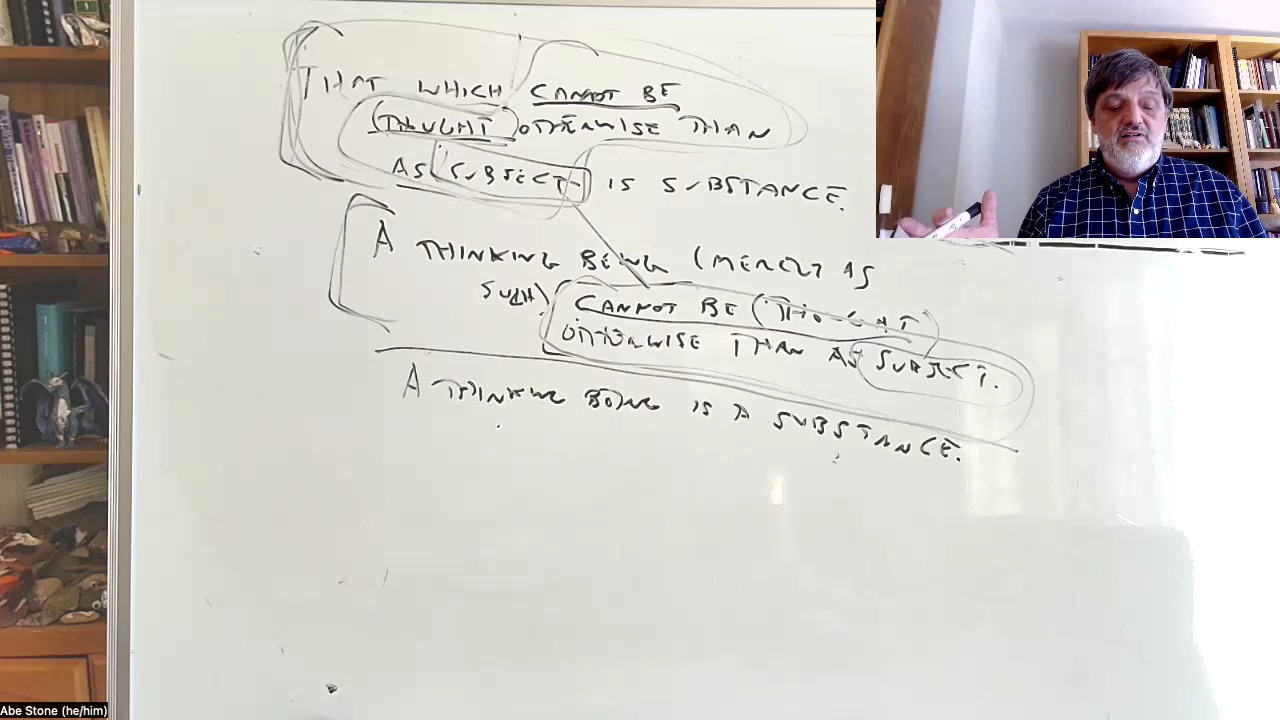 THAT WHICH CANNOT BE
(THOUGHT) OTHERWISE THAN
AS SUBJECT IS SUBSTANCE.
A THINKING BEING (MERELY AS
SUCH) CANNOT BE (THOUGHT)
OTHERWISE THAN AS SUBJECT.
A THINKING BEING IS A SUBSTANCE.
Abe Stone (he/him)